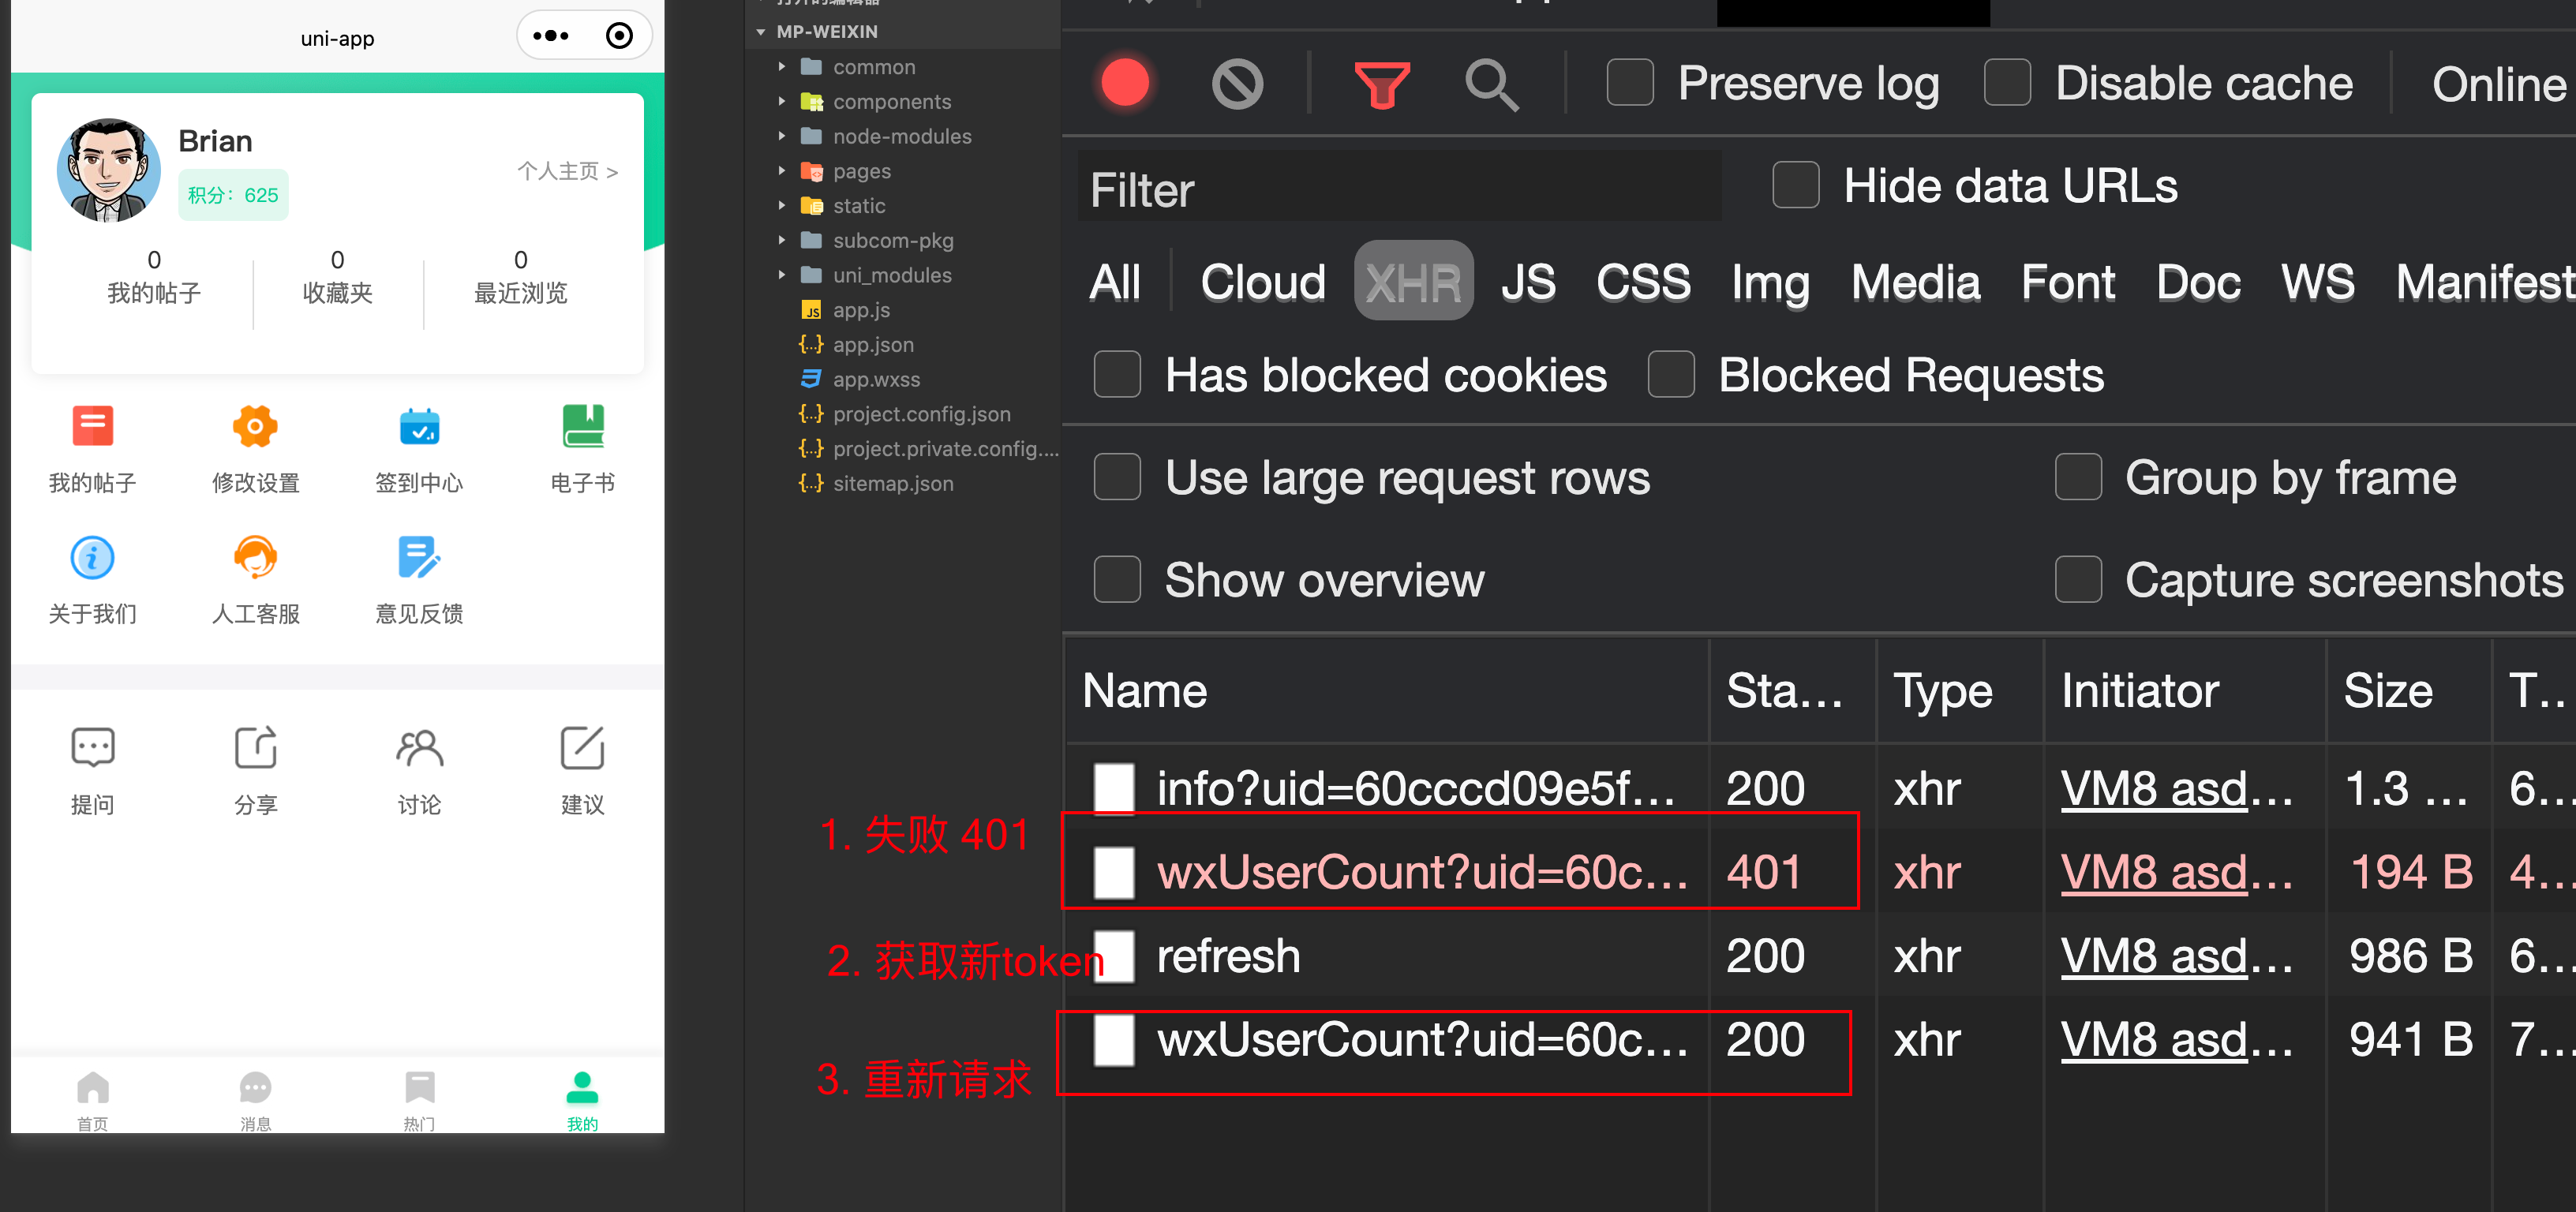 uni-app
Brian
积分：625
个人主页 >
0
我的帖子
0
收藏夹
0
最近浏览
我的帖子
修改设置
签到中心
电子书
关于我们
人工客服
意见反馈
提问
分享
讨论
建议
首页
消息
热门
我的
MP-WEIXIN
common
components
node-modules
pages
static
subcom-pkg
uni_modules
JS app.js
{..} app.json
app.wxss
{..} project.config.json
{..} project.private.config....
{..} sitemap.json
Preserve log
Disable cache
Online
Filter
Hide data URLs
All Cloud XHR JS CSS Img Media Font Doc WS Manifest
Has blocked cookies
Blocked Requests
Use large request rows
Group by frame
Show overview
Capture screenshots
Name Sta... Type Initiator Size T...
info?uid=60cccd09e5f... 200 xhr VM8 asd... 1.3 ... 6...
1. 失败 401
wxUserCount?uid=60c... 401 xhr VM8 asd... 194 B 4...
2. 获取新token
refresh 200 xhr VM8 asd... 986 B 6...
3. 重新请求
wxUserCount?uid=60c... 200 xhr VM8 asd... 941 B 7...